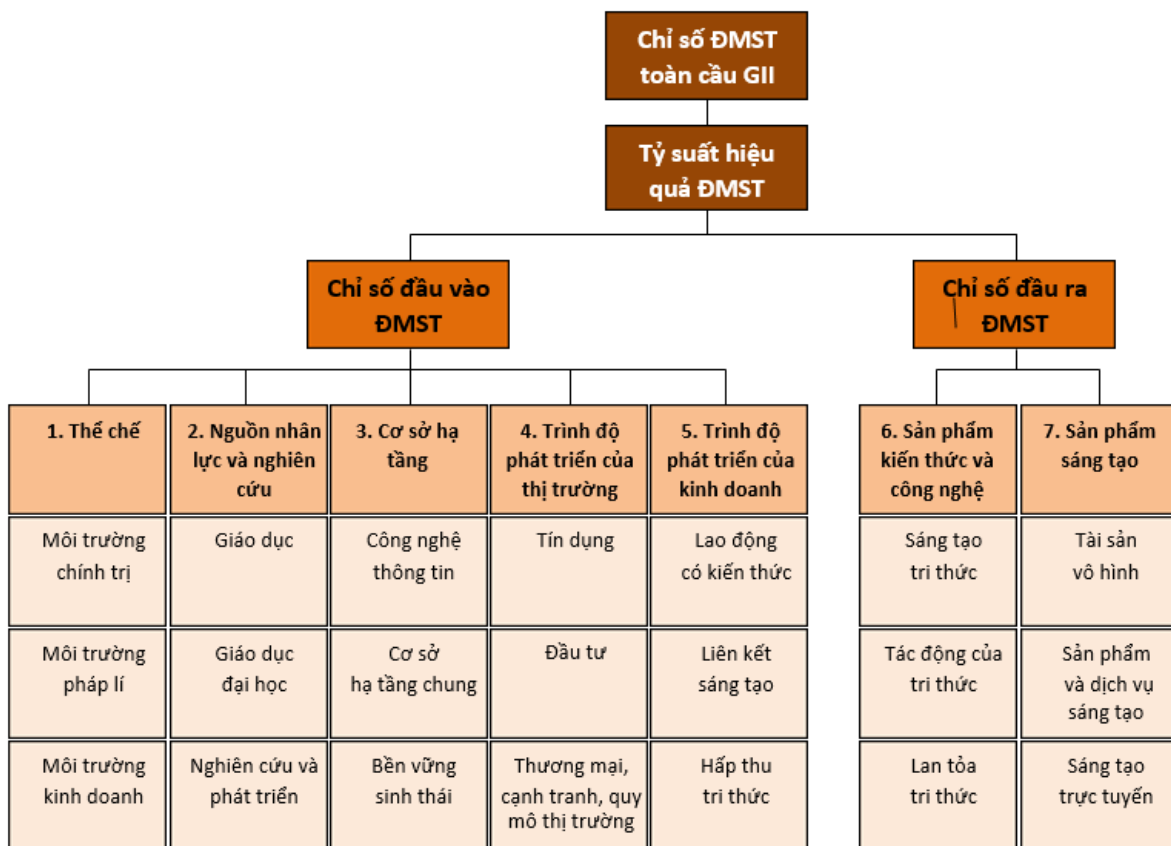 Chỉ số ĐMST
toàn cầu GII
Tỷ suất hiệu
quả ĐMST
Chỉ số đầu vào
ĐMST
Chỉ số đầu ra
ĐMST
1. Thể chế
2. Nguồn nhân
lực và nghiên
cứu
3. Cơ sở hạ
tầng
4. Trình độ
phát triển của
thị trường
5. Trình độ
phát triển của
kinh doanh
6. Sản phẩm
kiến thức và
công nghệ
7. Sản phẩm
sáng tạo
Môi trường
chính trị
Giáo dục
Công nghệ
thông tin
Tín dụng
Lao động
có kiến thức
Sáng tạo
tri thức
Tài sản
vô hình
Môi trường
pháp lí
Giáo dục
đại học
Cơ sở
hạ tầng chung
Đầu tư
Liên kết
sáng tạo
Tác động của
tri thức
Sản phẩm
và dịch vụ
sáng tạo
Môi trường
kinh doanh
Nghiên cứu và
phát triển
Bền vững
sinh thái
Thương mại,
cạnh tranh, quy
mô thị trường
Hấp thu
tri thức
Lan tỏa
tri thức
Sáng tạo
trực tuyến